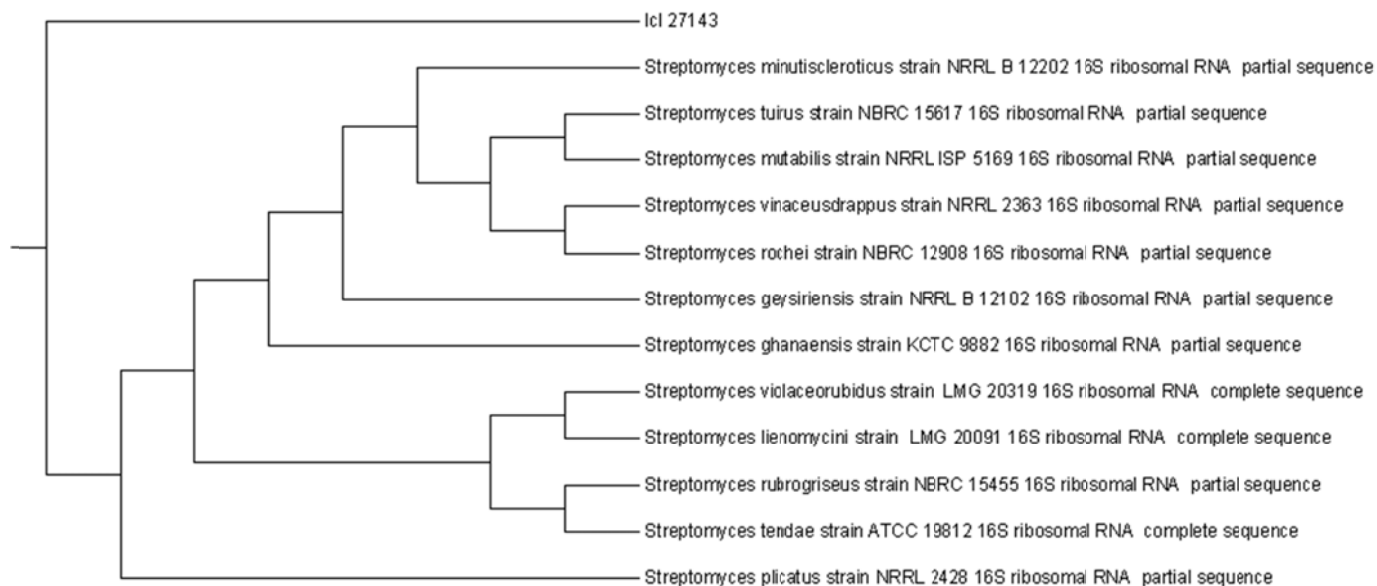 lcl 27143
Streptomyces minutiscleroticus strain NRRL B 12202 16S ribosomal RNA partial sequence
Streptomyces tuirus strain NBRC 15617 16S ribosomal RNA partial sequence
Streptomyces mutabilis strain NRRL ISP 5169 16S ribosomal RNA partial sequence
Streptomyces vinaceusdrappus strain NRRL 2363 16S ribosomal RNA partial sequence
Streptomyces rochei strain NBRC 12908 16S ribosomal RNA partial sequence
Streptomyces geysiriensis strain NRRL B 12102 16S ribosomal RNA partial sequence
Streptomyces ghanaensis strain KCTC 9882 16S ribosomal RNA partial sequence
Streptomyces violaceorubidus strain LMG 20319 16S ribosomal RNA complete sequence
Streptomyces lienomycini strain LMG 20091 16S ribosomal RNA complete sequence
Streptomyces rubrogriseus strain NBRC 15455 16S ribosomal RNA partial sequence
Streptomyces tendae strain ATCC 19812 16S ribosomal RNA complete sequence
Streptomyces plicatus strain NRRL 2428 16S ribosomal RNA partial sequence